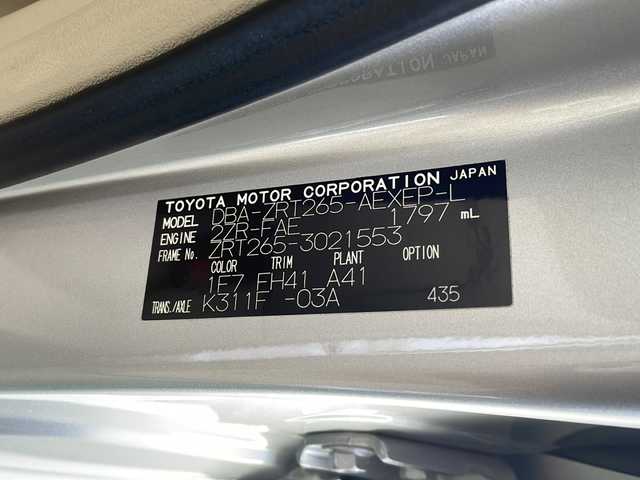 TOYOTA MOTOR CORPORATION JAPAN
MODEL DBA-ZRT265-AEXEP-L
ENGINE 2ZR-FAE 1797 mL
FRAME No. ZRT265-3021553
COLOR TRIM PLANT OPTION
1E7 FH41 A41
TRANS./AXLE K311F -03A 435